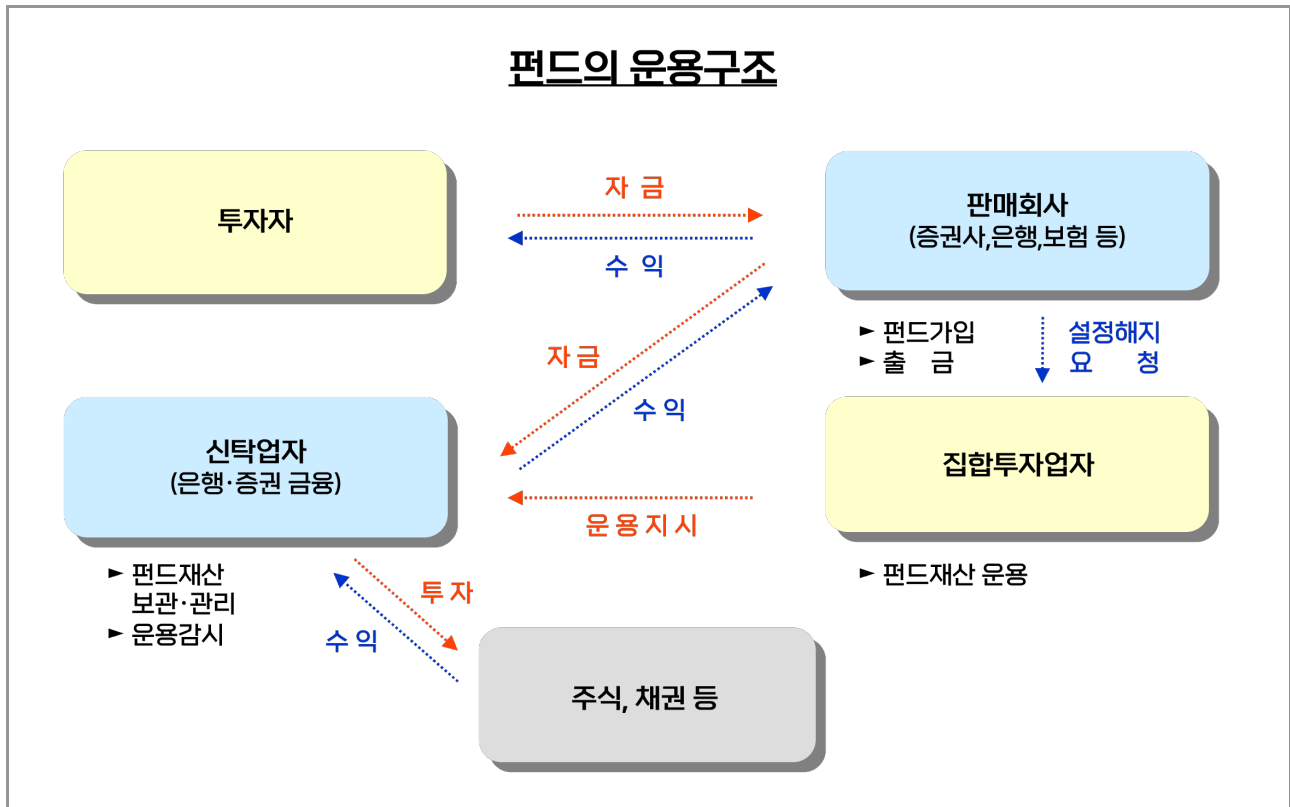 펀드의 운용구조
투자자
자 금
수 익
판매회사
(증권사,은행,보험 등)
► 펀드가입
► 출 금
설정해지
요 청
자 금
수 익
신탁업자
(은행·증권 금융)
집합투자업자
운 용 지 시
► 펀드재산
보관·관리
► 운용감시
► 펀드재산 운용
투 자
수 익
주식, 채권 등